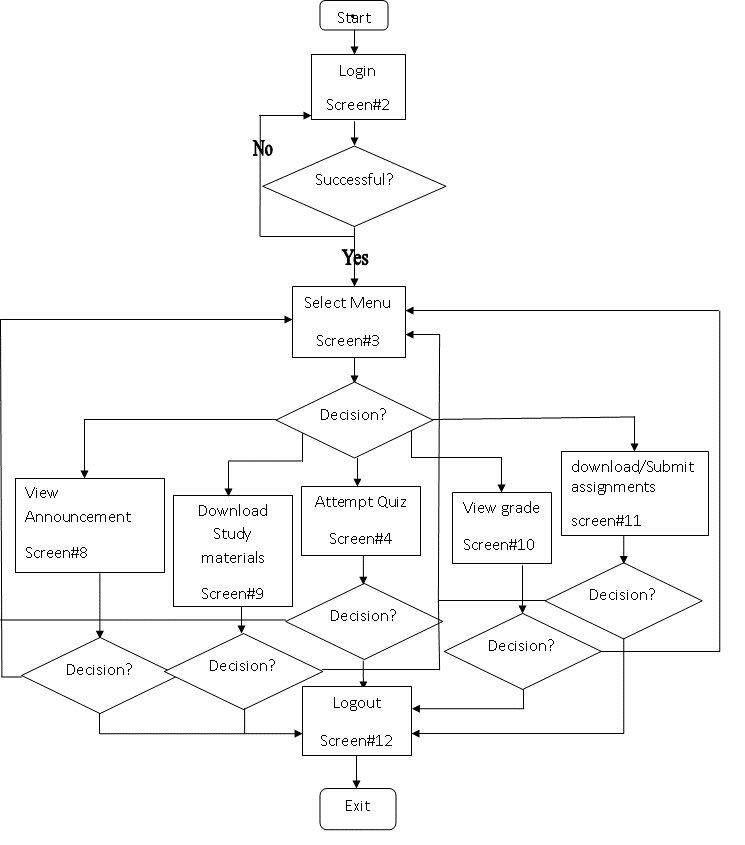 Start
Login
Screen#2
No
Successful?
Yes
Select Menu
Screen#3
Decision?
View
Announcement
Screen#8
Download
Study
materials
Screen#9
Attempt Quiz
Screen#4
View grade
Screen#10
download/Submit
assignments
screen#11
Decision?
Decision?
Decision?
Decision?
Decision?
Logout
Screen#12
Exit